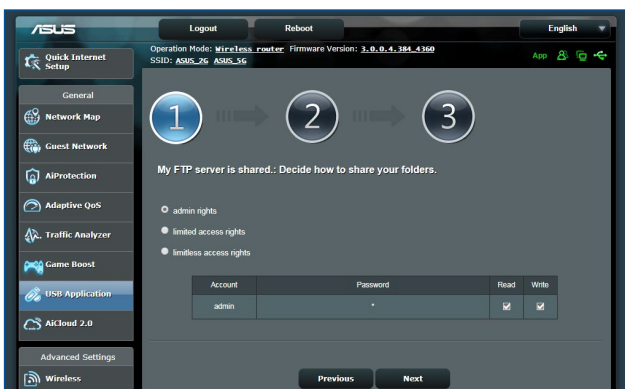 ASUS
Logout
Reboot
English
Operation Mode: Wireless router Firmware Version: 3.0.0.4.384_4360
SSID: ASUS_2G ASUS_5G
App
Quick Internet
Setup
General
Network Map
Guest Network
AiProtection
Adaptive QoS
Traffic Analyzer
Game Boost
USB Application
AiCloud 2.0
Advanced Settings
Wireless
1
2
3
My FTP server is shared.: Decide how to share your folders.
admin rights
limited access rights
limitless access rights
Account Password Read Write
admin *
Previous Next